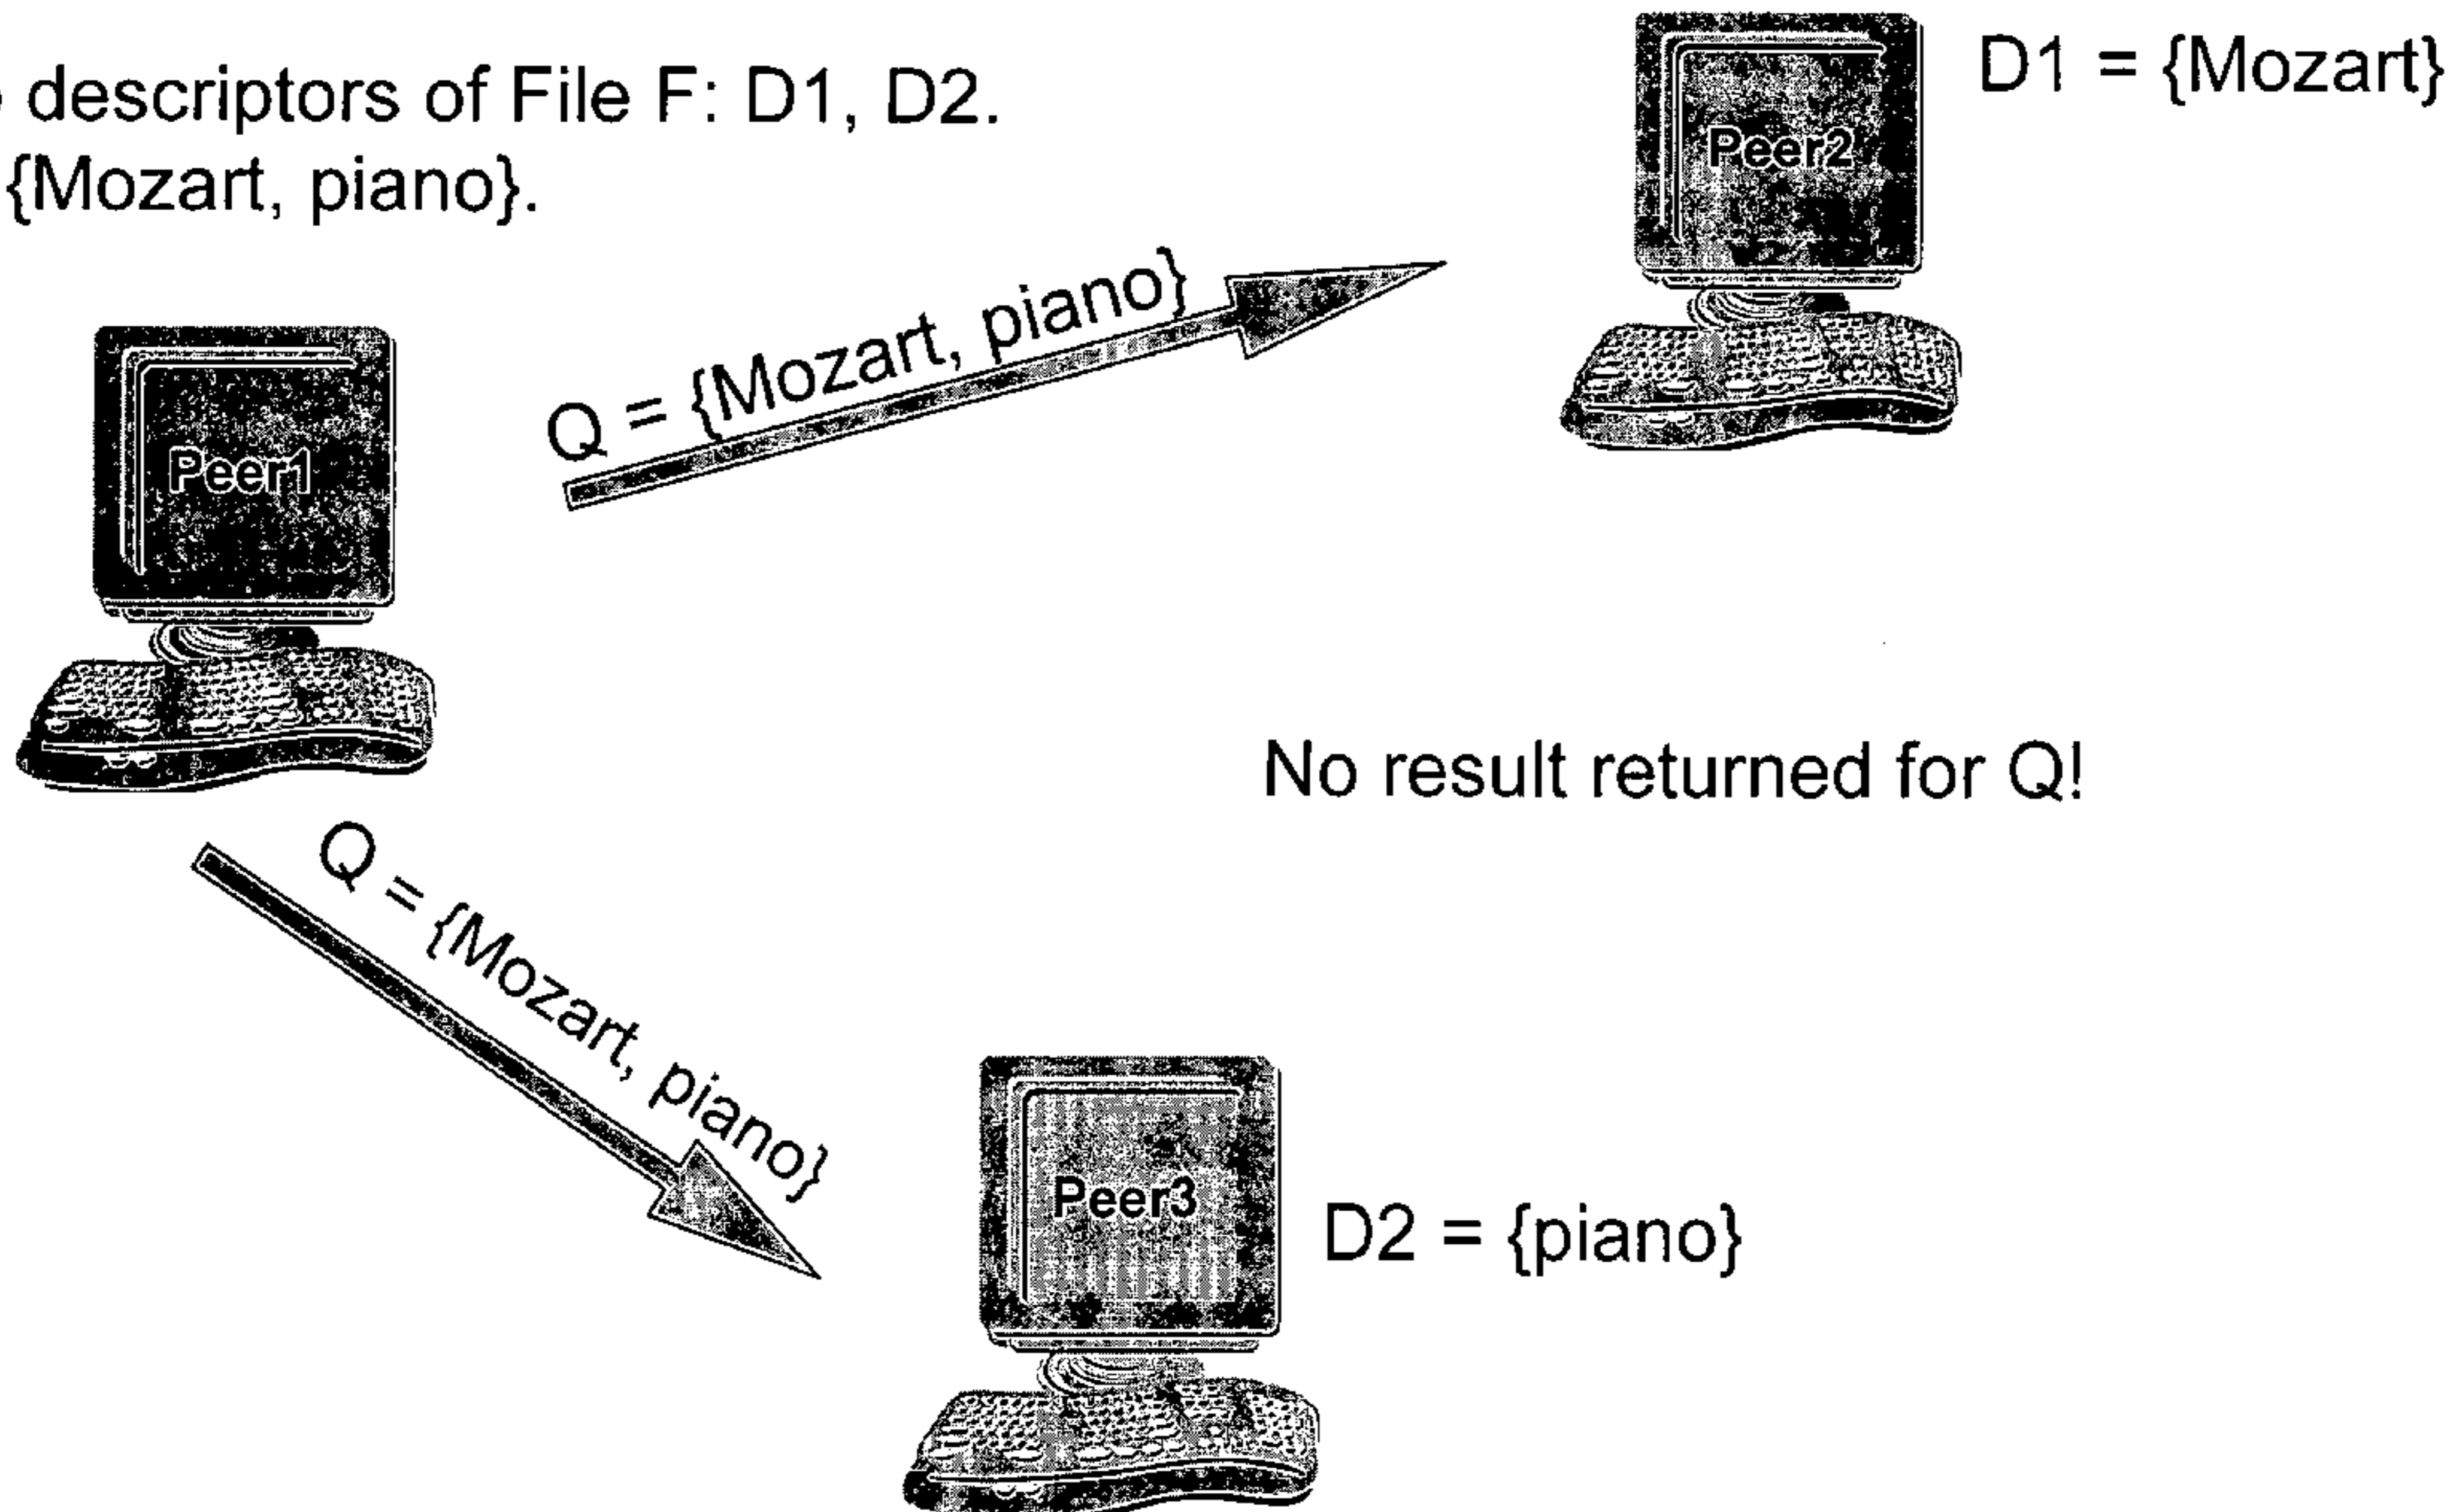 descriptors of File F: D1, D2.
{Mozart, piano}.
Peer2
D1 = {Mozart}
Q = {Mozart, piano}
Peer1
No result returned for Q!
Q = {Mozart, piano}
Peer3
D2 = {piano}